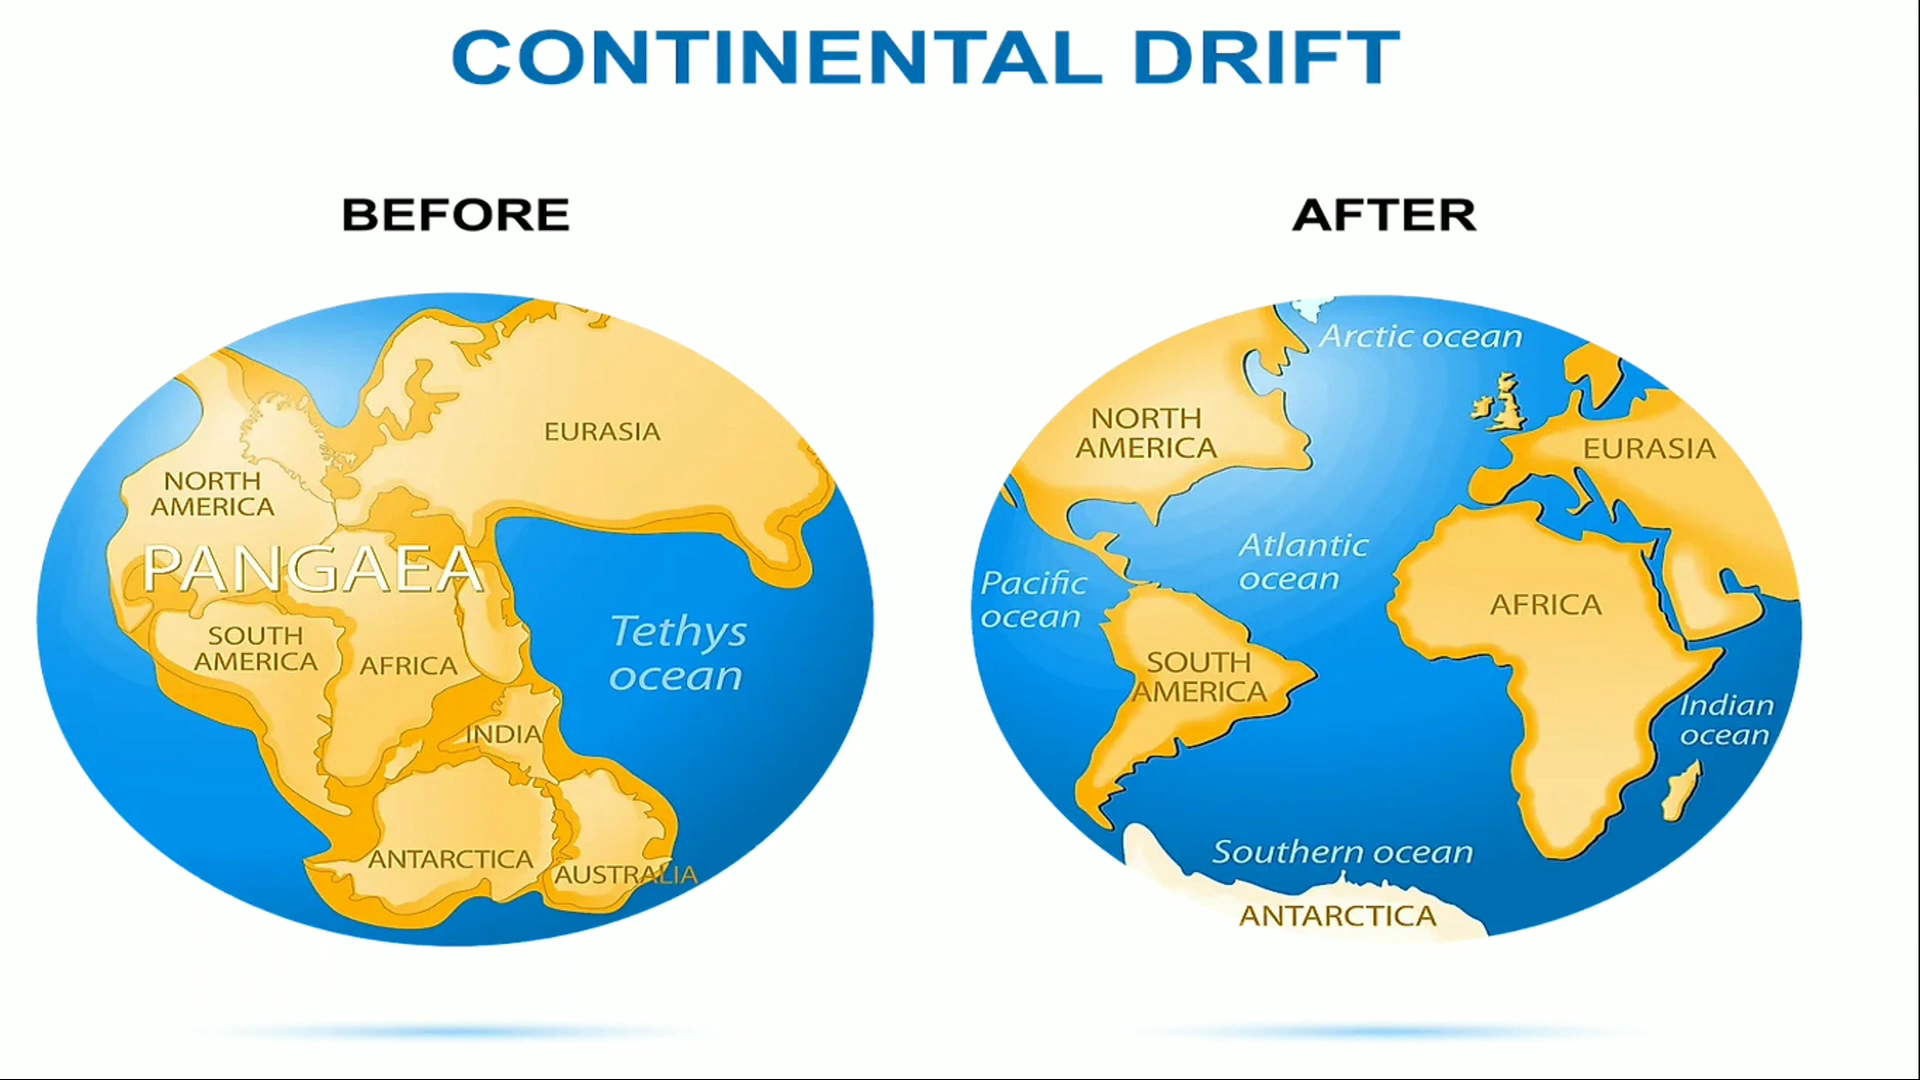 CONTINENTAL DRIFT
BEFORE
EURASIA
NORTH
AMERICA
PANGAEA
SOUTH
AMERICA
AFRICA
Tethys
ocean
INDIA
ANTARCTICA
AUSTRALIA
AFTER
Arctic ocean
NORTH
AMERICA
EURASIA
Atlantic
ocean
Pacific
ocean
AFRICA
SOUTH
AMERICA
Indian
ocean
Southern ocean
ANTARCTICA